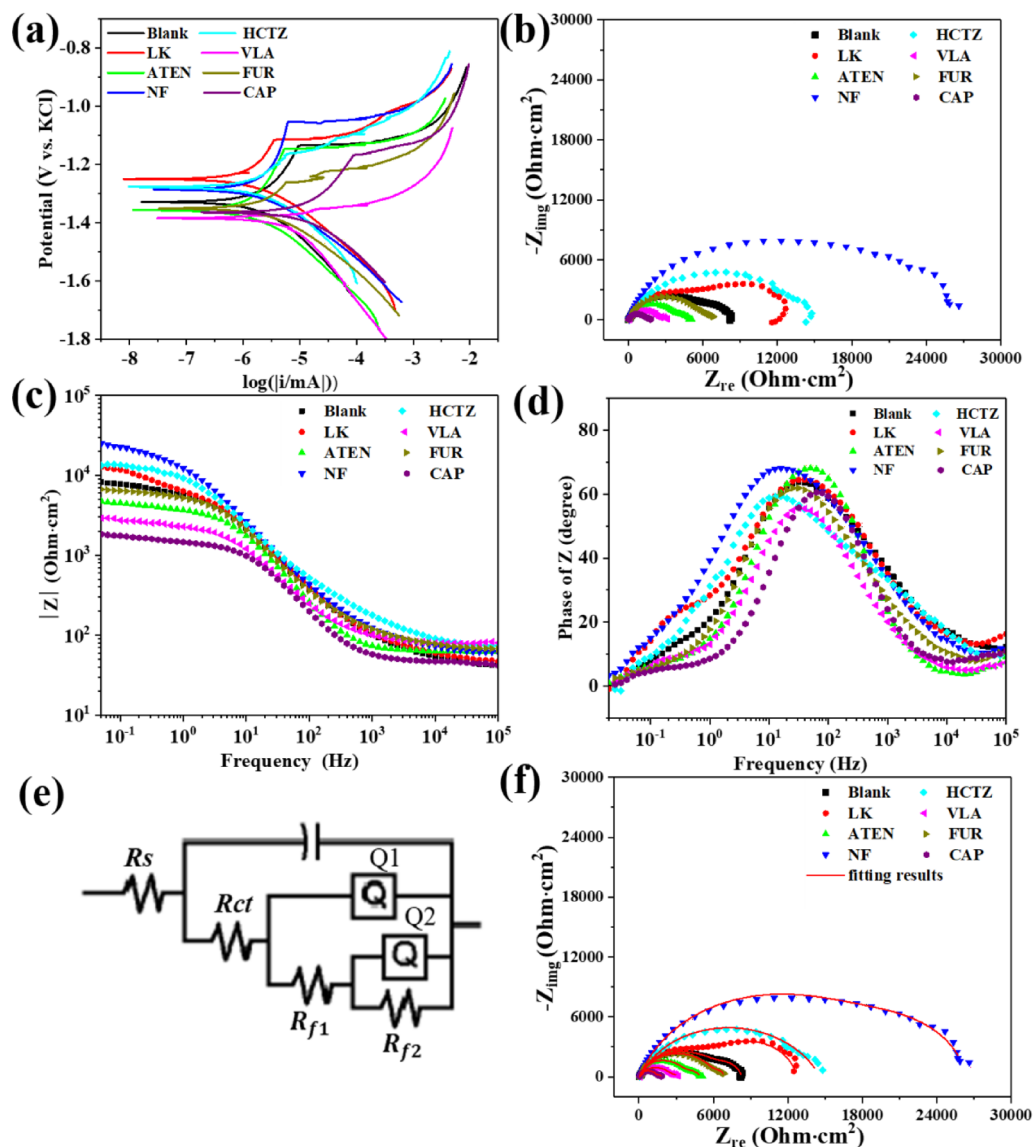 (a)
Blank HCTZ
LK VLA
ATEN FUR
NF CAP
Potential (V vs. KCl)
-0.8
-1.0
-1.2
-1.4
-1.6
-1.8
-8 -7 -6 -5 -4 -3 -2
log(|i/mA|))
(b)
Blank HCTZ
LK VLA
ATEN FUR
NF CAP
-Zimg (Ohm·cm²)
30000
24000
18000
12000
6000
0
0 6000 12000 18000 24000 30000
Zre (Ohm·cm²)
(c)
Blank HCTZ
LK VLA
ATEN FUR
NF CAP
|Z| (Ohm·cm²)
10⁵
10⁴
10³
10²
10¹
10⁻¹ 10⁰ 10¹ 10² 10³ 10⁴ 10⁵
Frequency (Hz)
(d)
Blank HCTZ
LK VLA
ATEN FUR
NF CAP
Phase of Z (degree)
80
60
40
20
0
10⁻¹ 10⁰ 10¹ 10² 10³ 10⁴ 10⁵
Frequency (Hz)
(e)
Rs
Q1
Q
Rct
Q2
Q
Rf1
Rf2
(f)
Blank HCTZ
LK VLA
ATEN FUR
NF CAP
fitting results
-Zimg (Ohm·cm²)
30000
24000
18000
12000
6000
0
0 6000 12000 18000 24000 30000
Zre (Ohm·cm²)